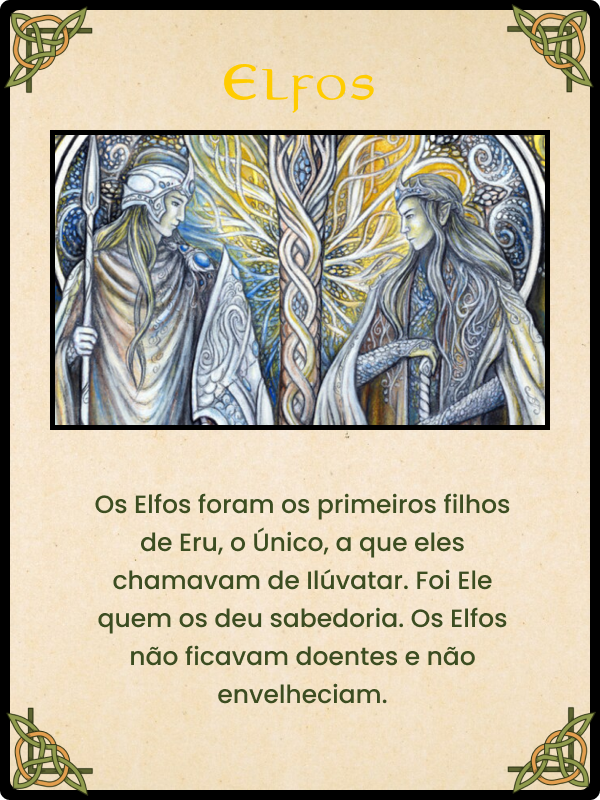 Elfos
Os Elfos foram os primeiros filhos
de Eru, o Único, a que eles
chamavam de Ilúvatar. Foi Ele
quem os deu sabedoria. Os Elfos
não ficavam doentes e não
envelheciam.